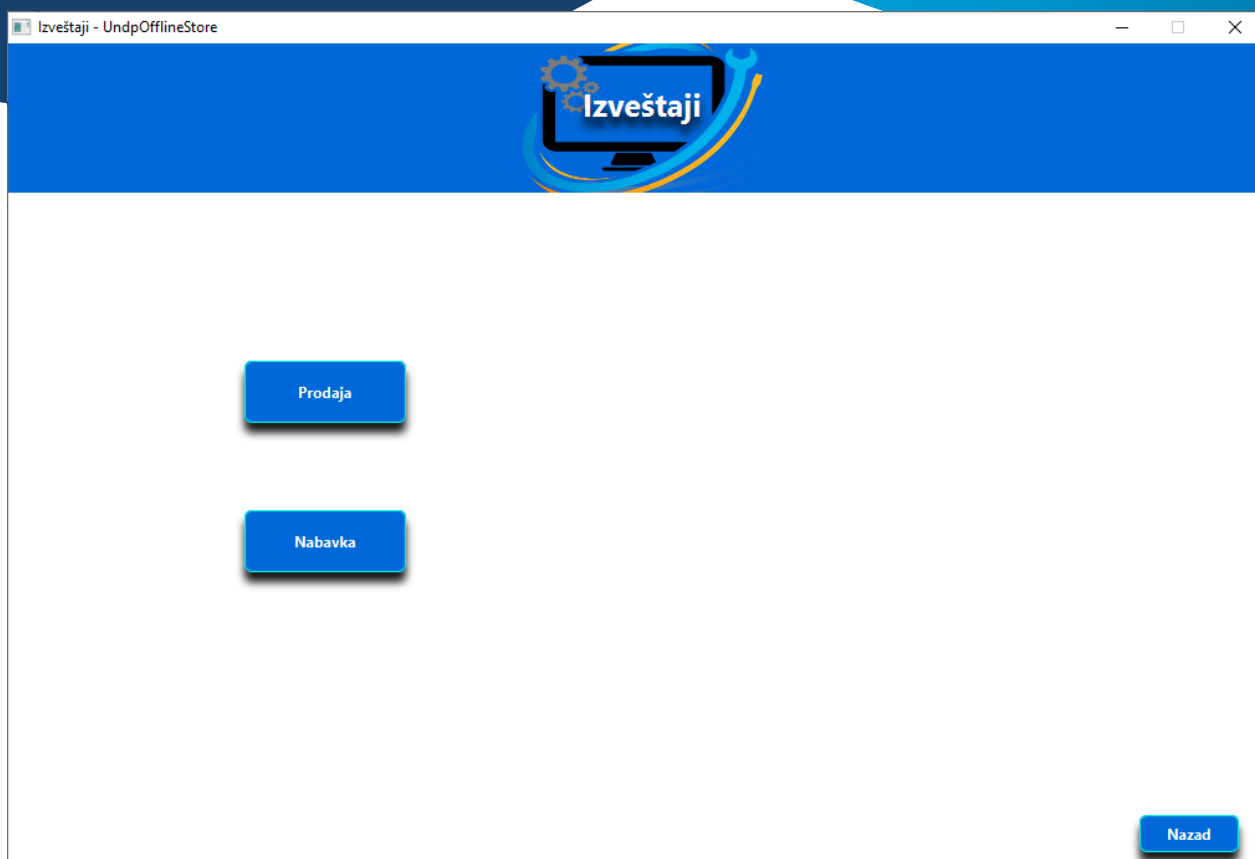 Izveštaji - UndpOfflineStore
Izveštaji
Prodaja
Nabavka
Nazad